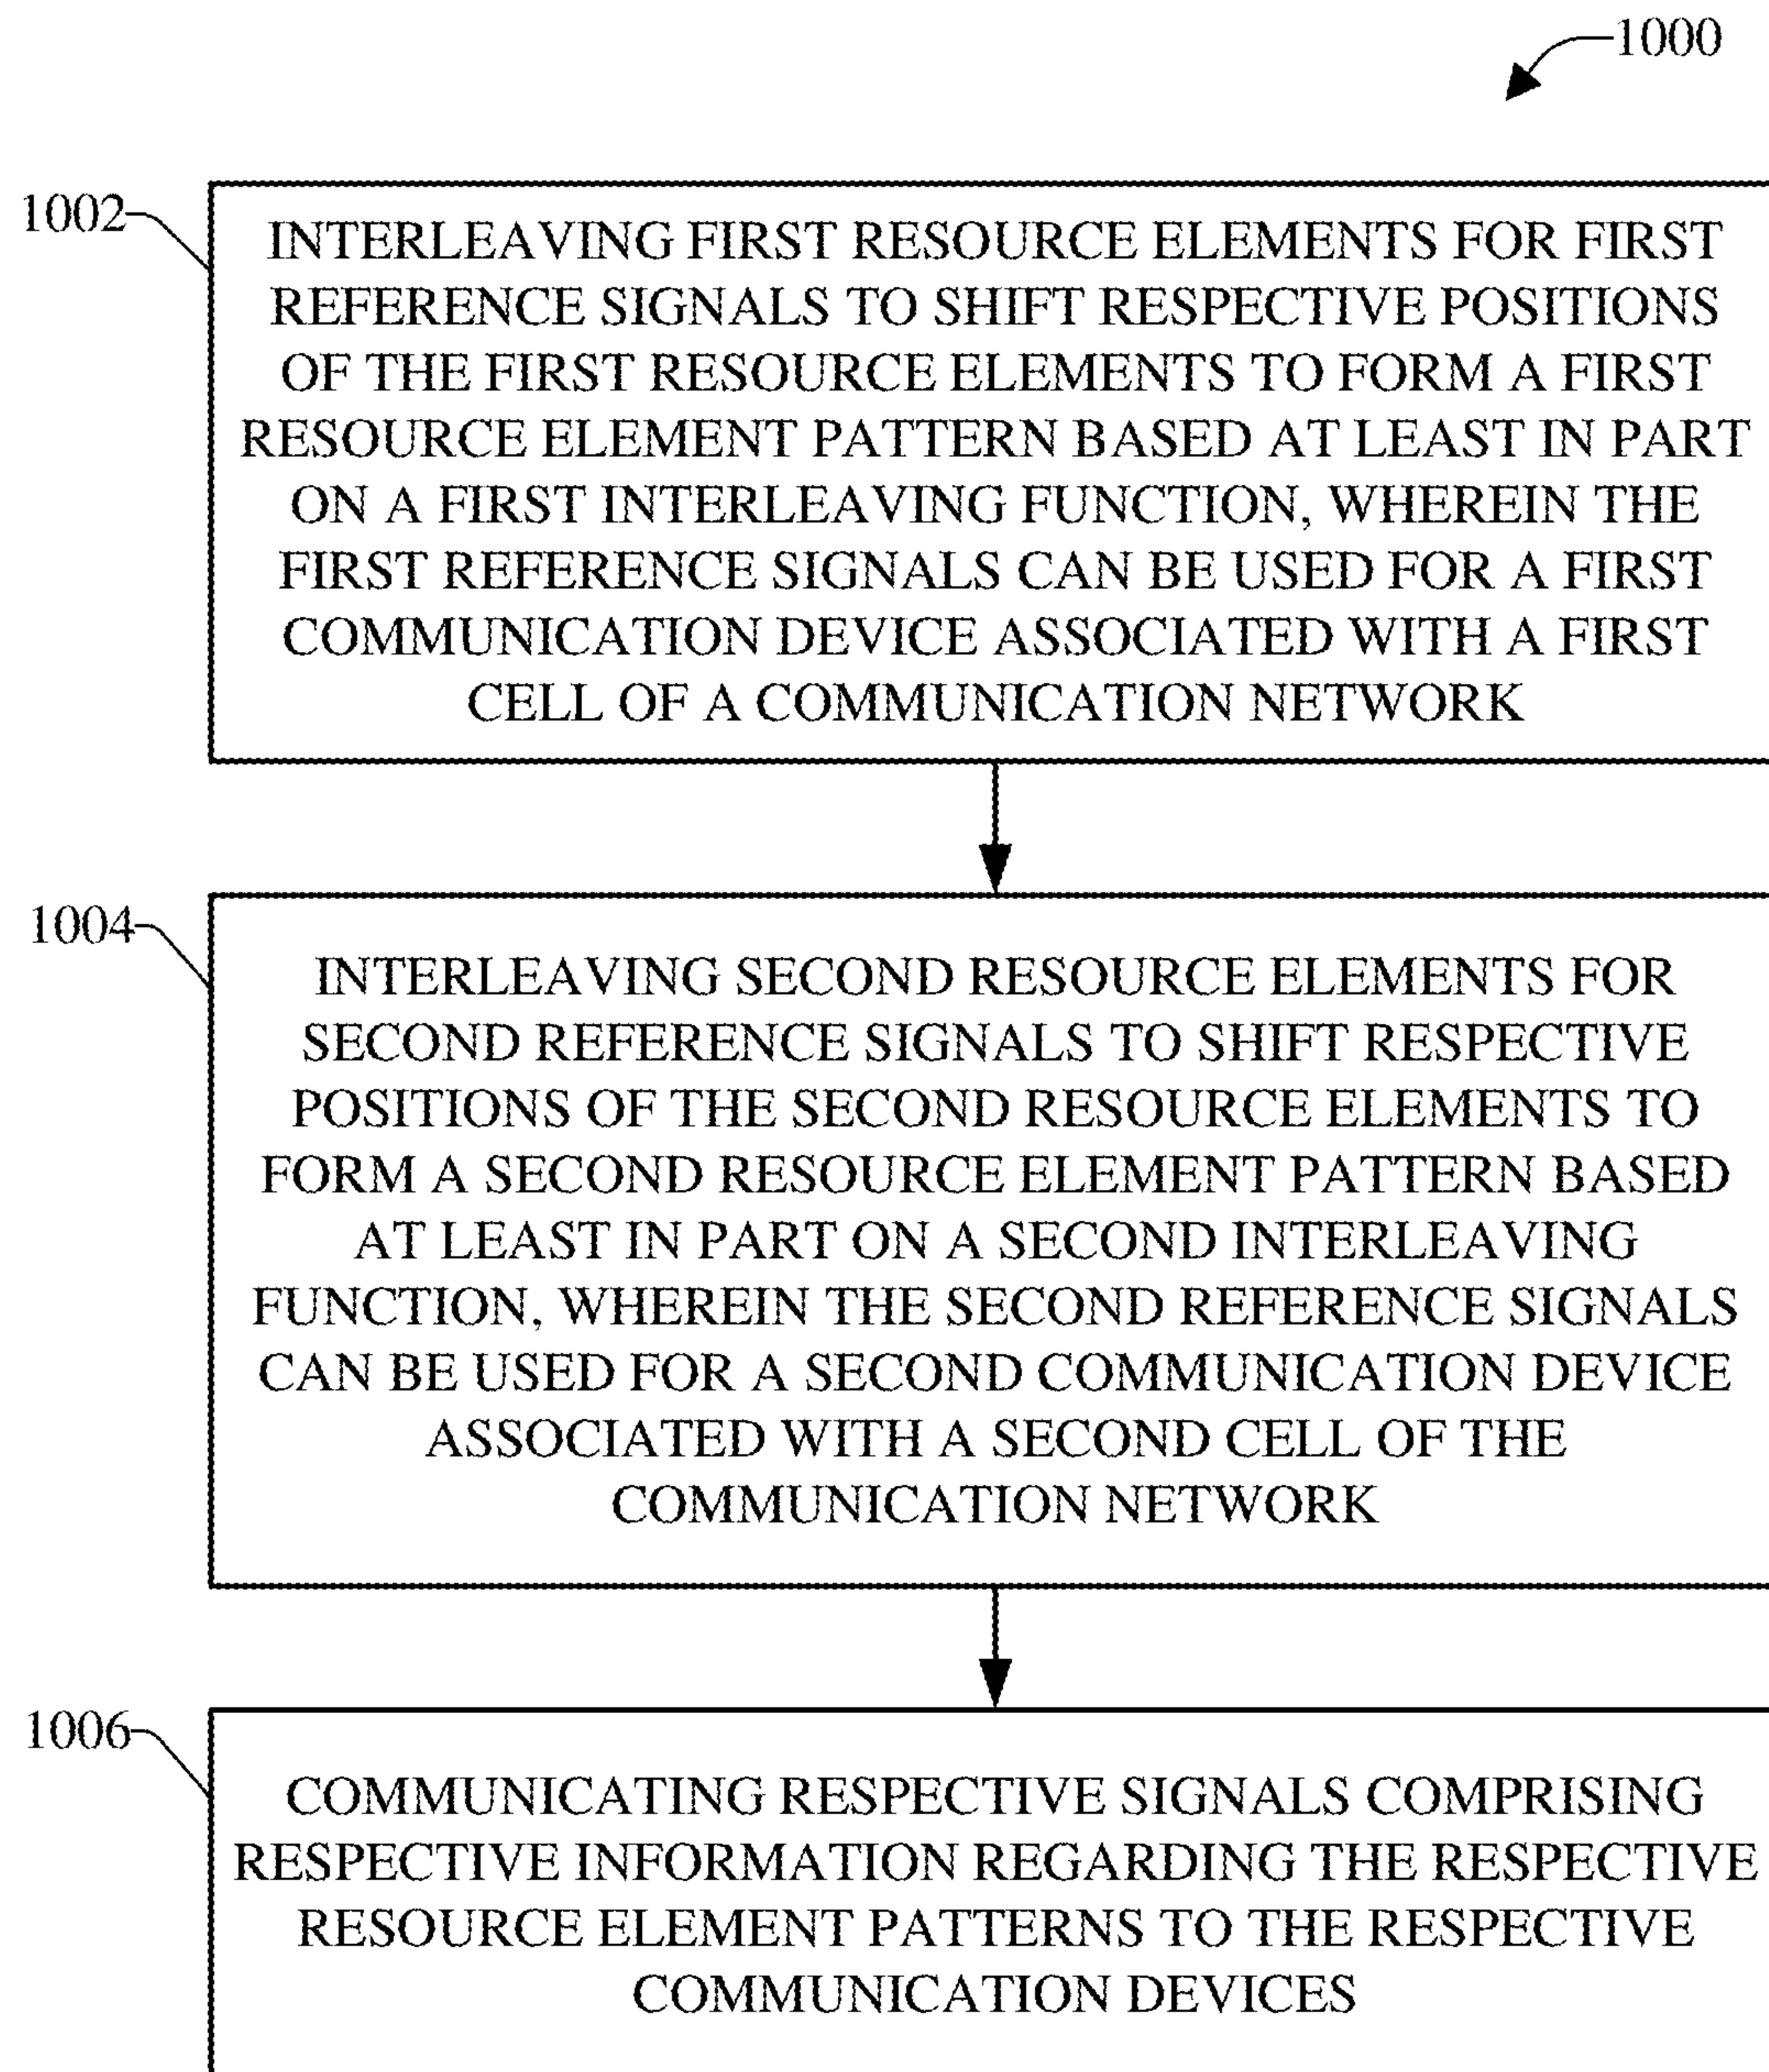 1000
1002
INTERLEAVING FIRST RESOURCE ELEMENTS FOR FIRST
REFERENCE SIGNALS TO SHIFT RESPECTIVE POSITIONS
OF THE FIRST RESOURCE ELEMENTS TO FORM A FIRST
RESOURCE ELEMENT PATTERN BASED AT LEAST IN PART
ON A FIRST INTERLEAVING FUNCTION, WHEREIN THE
FIRST REFERENCE SIGNALS CAN BE USED FOR A FIRST
COMMUNICATION DEVICE ASSOCIATED WITH A FIRST
CELL OF A COMMUNICATION NETWORK
1004
INTERLEAVING SECOND RESOURCE ELEMENTS FOR
SECOND REFERENCE SIGNALS TO SHIFT RESPECTIVE
POSITIONS OF THE SECOND RESOURCE ELEMENTS TO
FORM A SECOND RESOURCE ELEMENT PATTERN BASED
AT LEAST IN PART ON A SECOND INTERLEAVING
FUNCTION, WHEREIN THE SECOND REFERENCE SIGNALS
CAN BE USED FOR A SECOND COMMUNICATION DEVICE
ASSOCIATED WITH A SECOND CELL OF THE
COMMUNICATION NETWORK
1006
COMMUNICATING RESPECTIVE SIGNALS COMPRISING
RESPECTIVE INFORMATION REGARDING THE RESPECTIVE
RESOURCE ELEMENT PATTERNS TO THE RESPECTIVE
COMMUNICATION DEVICES